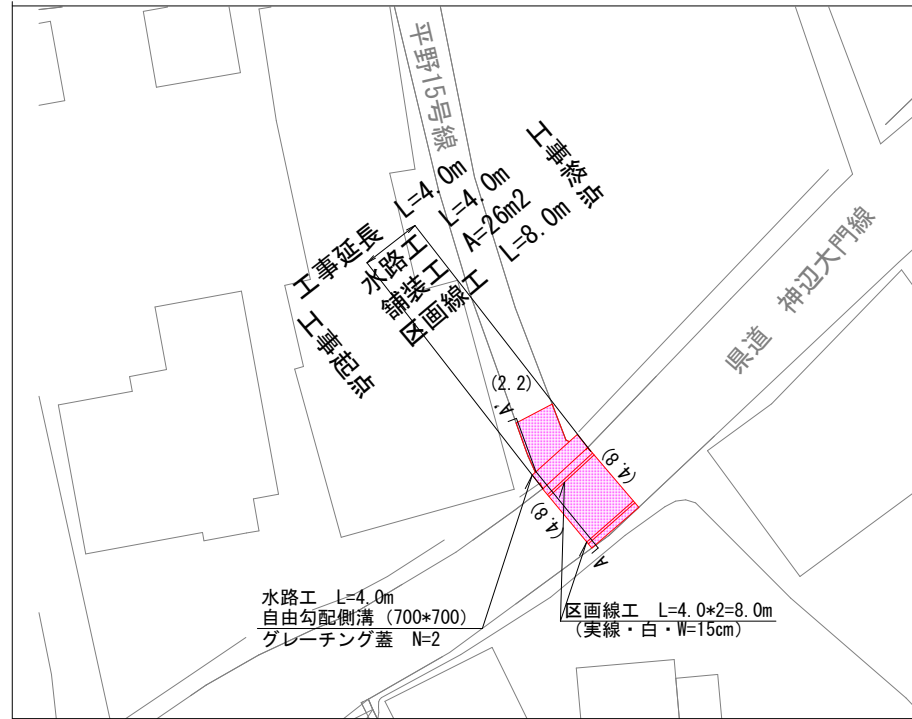 平野15号線
工事延長　L=4.0m
水路工　L=4.0m
舗装工　A=26m2
区画線工　L=8.0m
工事起点
工事終点
県道　神辺大門線
(2.2)
A'
(4.8)
(4.8)
A
水路工　L=4.0m
自由勾配側溝（700*700）
グレーチング蓋　N=2
区画線工　L=4.0*2=8.0m
（実線・白・W=15cm）